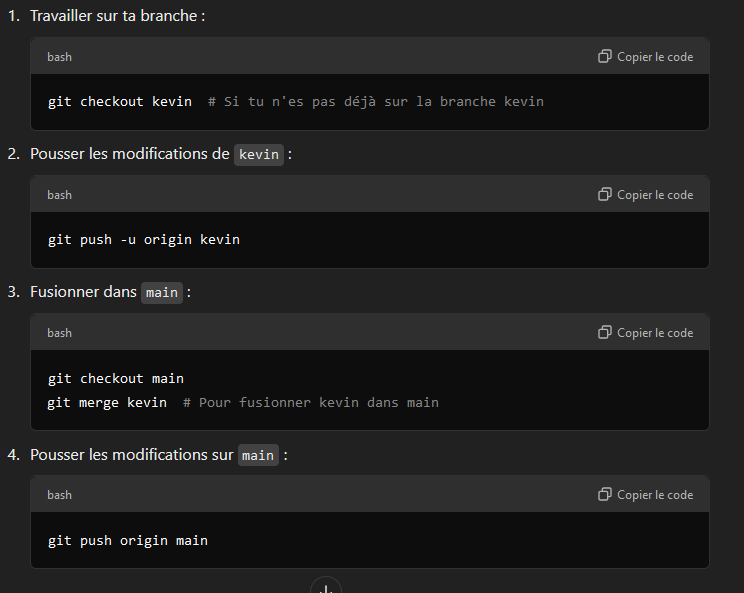 1. Travailler sur ta branche :
bash Copier le code
git checkout kevin # Si tu n'es pas déjà sur la branche kevin
2. Pousser les modifications de kevin :
bash Copier le code
git push -u origin kevin
3. Fusionner dans main :
bash Copier le code
git checkout main
git merge kevin # Pour fusionner kevin dans main
4. Pousser les modifications sur main :
bash Copier le code
git push origin main